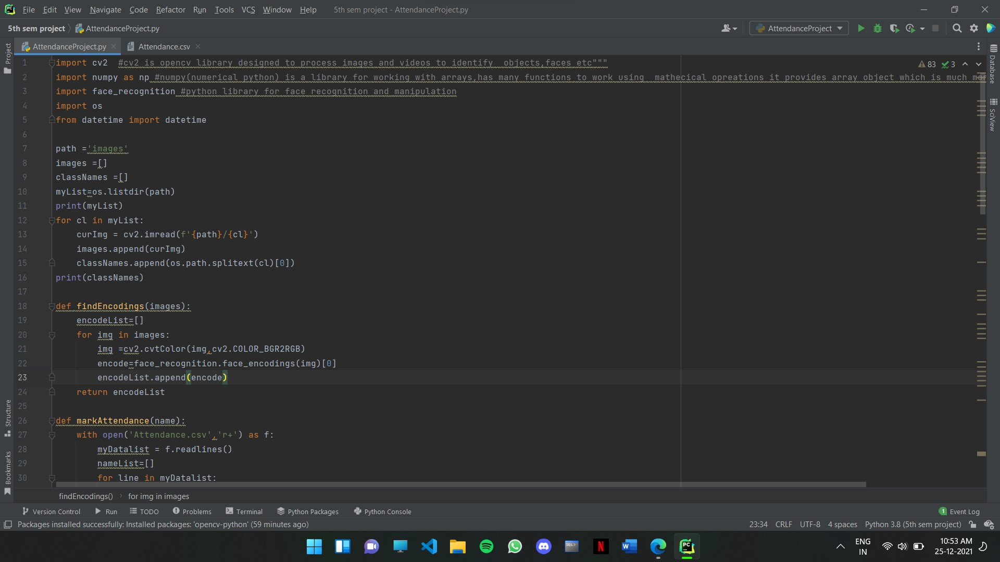 File Edit View Navigate Code Refactor Run Tools VCS Window Help 5th sem project - AttendanceProject.py
5th sem project AttendanceProject.py AttendanceProject
AttendanceProject.py Attendance.csv
Project
83 3
Database
SciView
1 import cv2  #cv2 is opencv library designed to process images and videos to identify  objects,faces etc"""
2 import numpy as np #numpy(numerical python) is a library for working with arrays,has many functions to work using  mathecical opreations it provides array object which is much mor
3 import face_recognition #python library for face recognition and manipulation
4 import os
5 from datetime import datetime
6
7 path ='images'
8 images =[]
9 classNames =[]
10 myList=os.listdir(path)
11 print(myList)
12 for cl in myList:
13     curImg = cv2.imread(f'{path}/{cl}')
14     images.append(curImg)
15     classNames.append(os.path.splitext(cl)[0])
16 print(classNames)
17
18 def findEncodings(images):
19     encodeList=[]
20     for img in images:
21         img =cv2.cvtColor(img,cv2.COLOR_BGR2RGB)
22         encode=face_recognition.face_encodings(img)[0]
23         encodeList.append(encode)
24     return encodeList
25
26 def markAttendance(name):
27     with open('Attendance.csv','r+') as f:
28         myDatalist = f.readlines()
29         nameList=[]
30         for line in myDatalist:
Structure
Bookmarks
findEncodings() for img in images
Version Control Run TODO Problems Terminal Python Packages Python Console 1 Event Log
Packages installed successfully: Installed packages: 'opencv-python' (59 minutes ago) 23:34 CRLF UTF-8 4 spaces Python 3.8 (5th sem project)
SQL> N W PC
ENG
IN
10:53 AM
25-12-2021